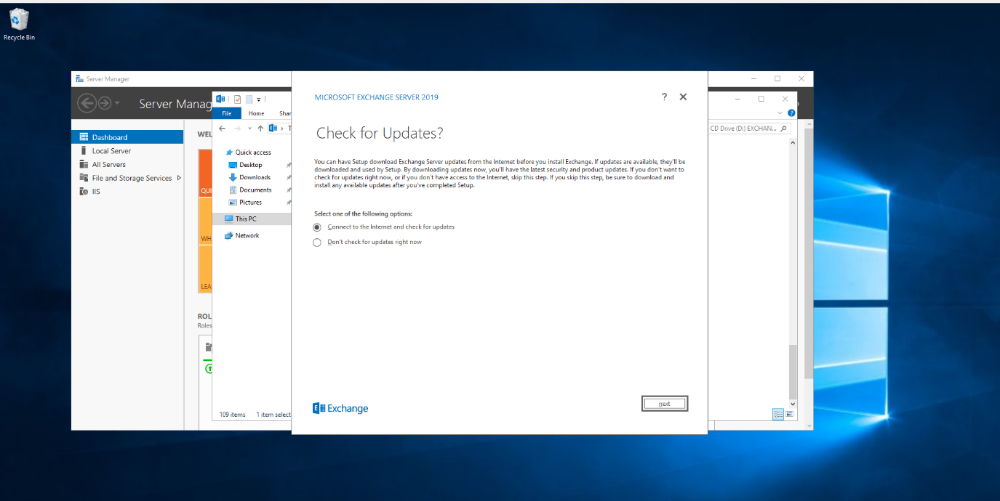 Recycle Bin
Server Manager
Server Manag
Dashboard
Local Server
All Servers
File and Storage Services
IIS
WEL
QUI
WH
LEA
ROL
Roles
File
Home
Shar
CD Drive (D:) EXCHAN...
Quick access
Desktop
Downloads
Documents
Pictures
This PC
Network
109 items
1 item select
MICROSOFT EXCHANGE SERVER 2019
?
Check for Updates?
You can have Setup download Exchange Server updates from the Internet before you install Exchange. If updates are available, they'll be
downloaded and used by Setup. By downloading updates now, you'll have the latest security and product updates. If you don't want to
check for updates right now, or if you don't have access to the Internet, skip this step. If you skip this step, be sure to download and
install any available updates after you've completed Setup.
Select one of the following options:
Connect to the Internet and check for updates
Don't check for updates right now
Exchange
next